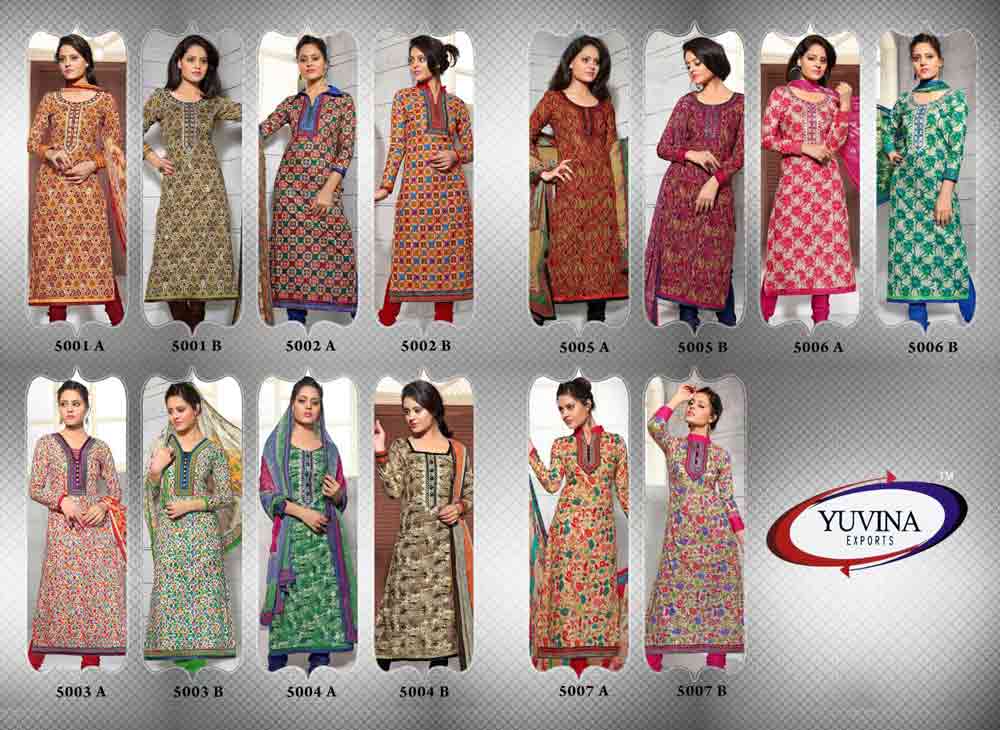 5001 A
5001 B
5002 A
5002 B
5005 A
5005 B
5006 A
5006 B
5003 A
5003 B
5004 A
5004 B
5007 A
5007 B
YUVINA
EXPORTS
TM